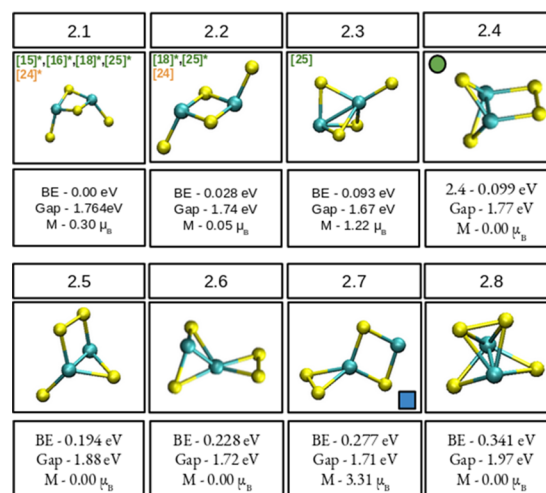 2.1
2.2
2.3
2.4
[15]*,[16]*,[18]*,[25]*
[24]*
[18]*,[25]*
[24]
[25]
BE - 0.00 eV
Gap - 1.764eV
M - 0.30 μB
BE - 0.028 eV
Gap - 1.74 eV
M - 0.05 μB
BE - 0.093 eV
Gap - 1.67 eV
M - 1.22 μB
2.4 - 0.099 eV
Gap - 1.77 eV
M - 0.00 μB
2.5
2.6
2.7
2.8
BE - 0.194 eV
Gap - 1.88 eV
M - 0.00 μB
BE - 0.228 eV
Gap - 1.72 eV
M - 0.00 μB
BE - 0.277 eV
Gap - 1.71 eV
M - 3.31 μB
BE - 0.341 eV
Gap - 1.97 eV
M - 0.00 μB